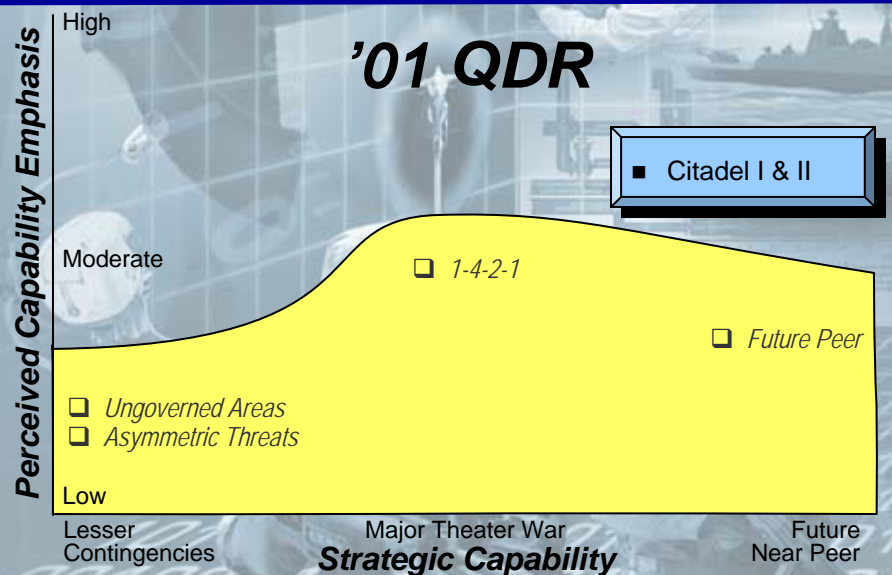 High
'01 QDR
Perceived Capability Emphasis
■ Citadel I & II
Moderate
❑ 1-4-2-1
❑ Future Peer
❑ Ungoverned Areas
❑ Asymmetric Threats
Low
Lesser
Contingencies
Major Theater War
Future
Near Peer
Strategic Capability